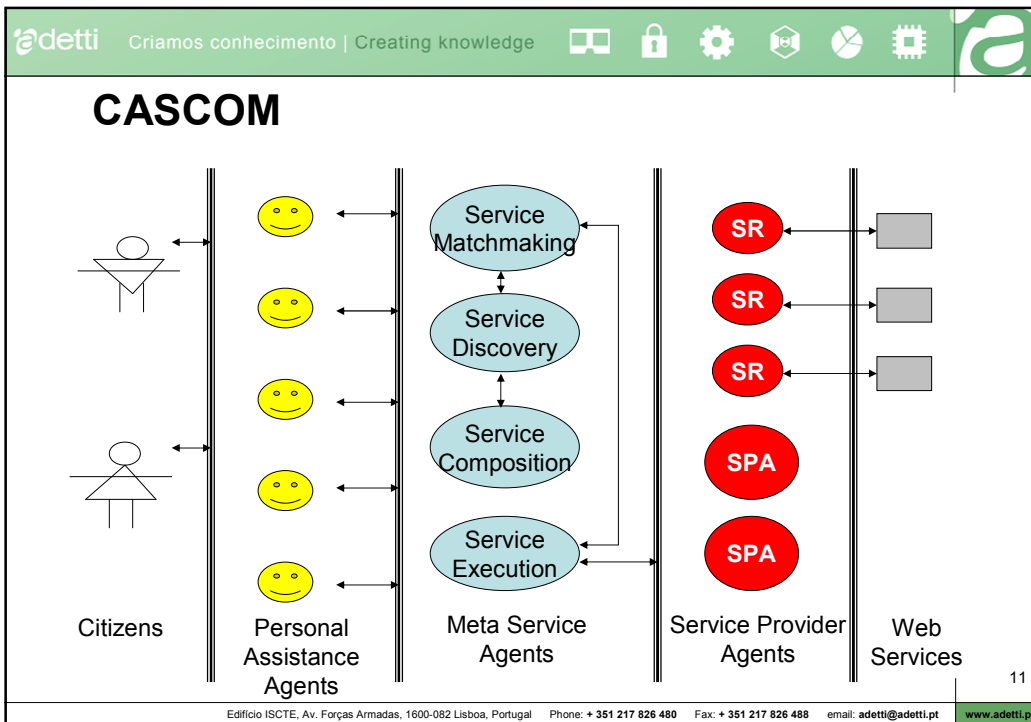 adetti Criamos conhecimento | Creating knowledge
CASCOM
Service
Matchmaking
Service
Discovery
Service
Composition
Service
Execution
SR
SR
SR
SPA
SPA
Citizens
Personal
Assistance
Agents
Meta Service
Agents
Service Provider
Agents
Web
Services
11
Edifício ISCTE, Av. Forças Armadas, 1600-082 Lisboa, Portugal Phone: + 351 217 826 480 Fax: + 351 217 826 488 email: adetti@adetti.pt www.adetti.p